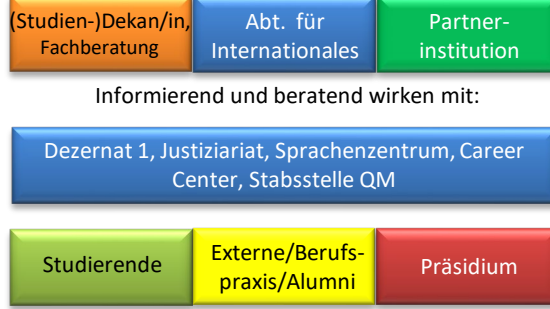 (Studien-)Dekan/in,
Fachberatung
Abt. für
Internationales
Partner-
institution
Informierend und beratend wirken mit:
Dezernat 1, Justiziariat, Sprachenzentrum, Career
Center, Stabsstelle QM
Studierende
Externe/Berufs-
praxis/Alumni
Präsidium